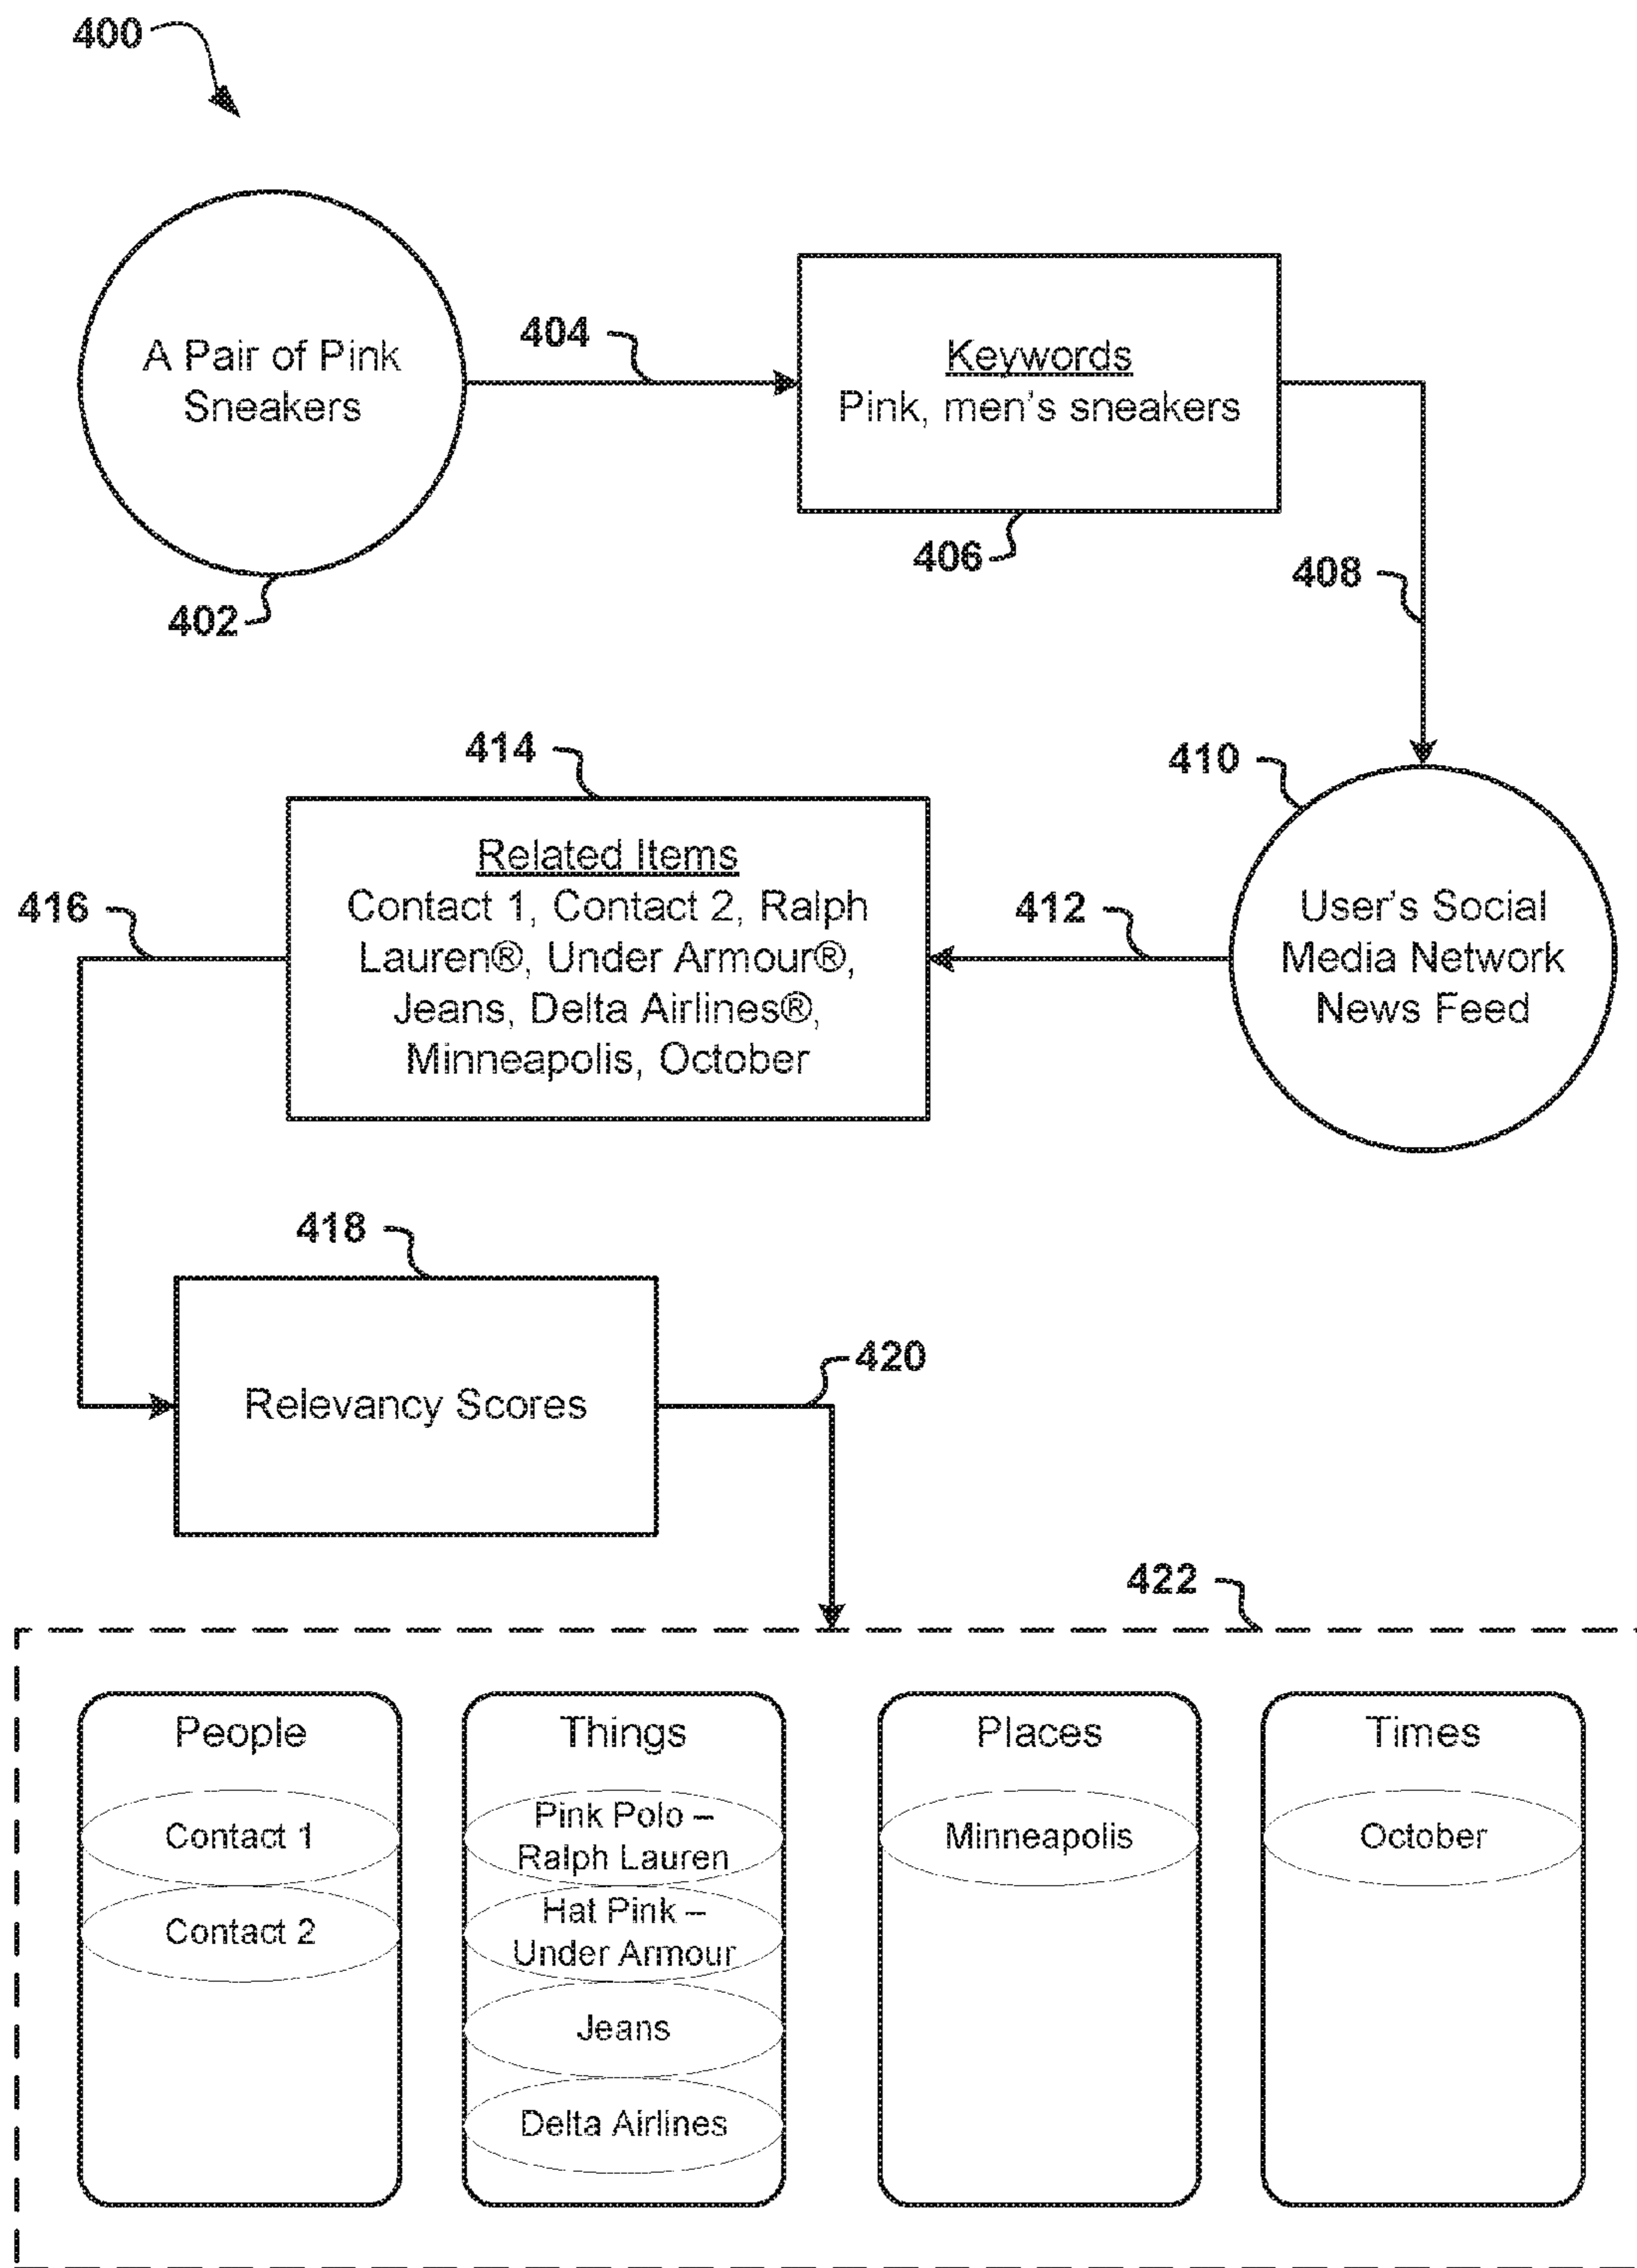 400
A Pair of Pink
Sneakers
402
404
Keywords
Pink, men's sneakers
406
408
410
User's Social
Media Network
News Feed
412
414
Related Items
Contact 1, Contact 2, Ralph
Lauren®, Under Armour®,
Jeans, Delta Airlines®,
Minneapolis, October
416
418
Relevancy Scores
420
422
People
Contact 1
Contact 2
Things
Pink Polo –
Ralph Lauren
Hat Pink –
Under Armour
Jeans
Delta Airlines
Places
Minneapolis
Times
October